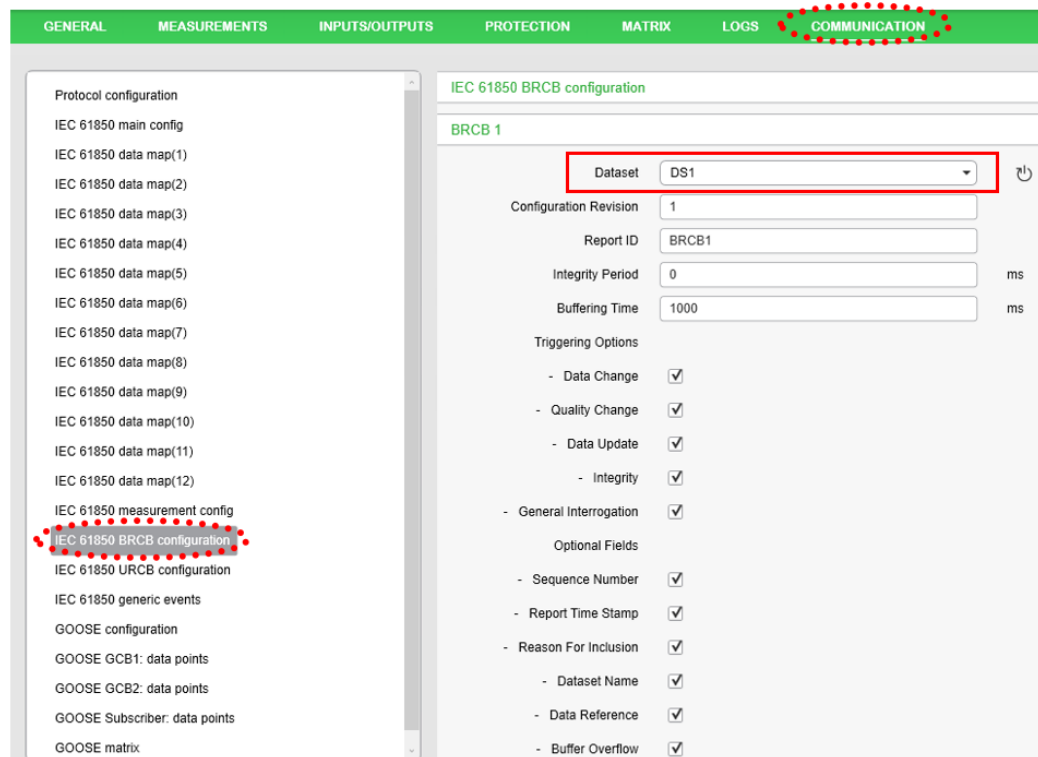 GENERAL MEASUREMENTS INPUTS/OUTPUTS PROTECTION MATRIX LOGS COMMUNICATION
Protocol configuration
IEC 61850 main config
IEC 61850 data map(1)
IEC 61850 data map(2)
IEC 61850 data map(3)
IEC 61850 data map(4)
IEC 61850 data map(5)
IEC 61850 data map(6)
IEC 61850 data map(7)
IEC 61850 data map(8)
IEC 61850 data map(9)
IEC 61850 data map(10)
IEC 61850 data map(11)
IEC 61850 data map(12)
IEC 61850 measurement config
IEC 61850 BRCB configuration
IEC 61850 URCB configuration
IEC 61850 generic events
GOOSE configuration
GOOSE GCB1: data points
GOOSE GCB2: data points
GOOSE Subscriber: data points
GOOSE matrix
IEC 61850 BRCB configuration
BRCB 1
Dataset DS1
Configuration Revision 1
Report ID BRCB1
Integrity Period 0 ms
Buffering Time 1000 ms
Triggering Options
- Data Change
- Quality Change
- Data Update
- Integrity
- General Interrogation
Optional Fields
- Sequence Number
- Report Time Stamp
- Reason For Inclusion
- Dataset Name
- Data Reference
- Buffer Overflow